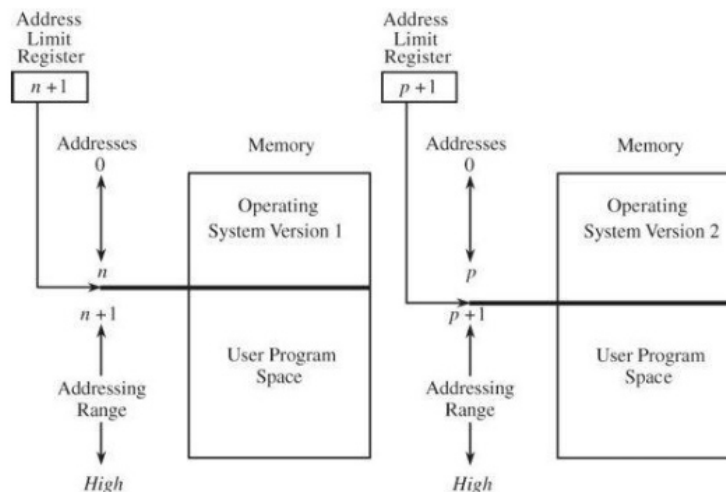 Address
Limit
Register
n + 1
Addresses
0
Memory
Operating
System Version 1
n
n + 1
User Program
Space
Addressing
Range
High
Address
Limit
Register
p + 1
Addresses
0
Memory
Operating
System Version 2
p
p + 1
User Program
Space
Addressing
Range
High